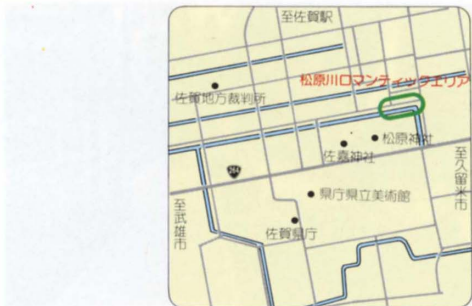 至佐賀駅
松原川ロマンティックエリア
佐賀地方裁判所
松原神社
佐嘉神社
264
至久留米市
県庁県立美術館
至武雄市
佐賀県庁